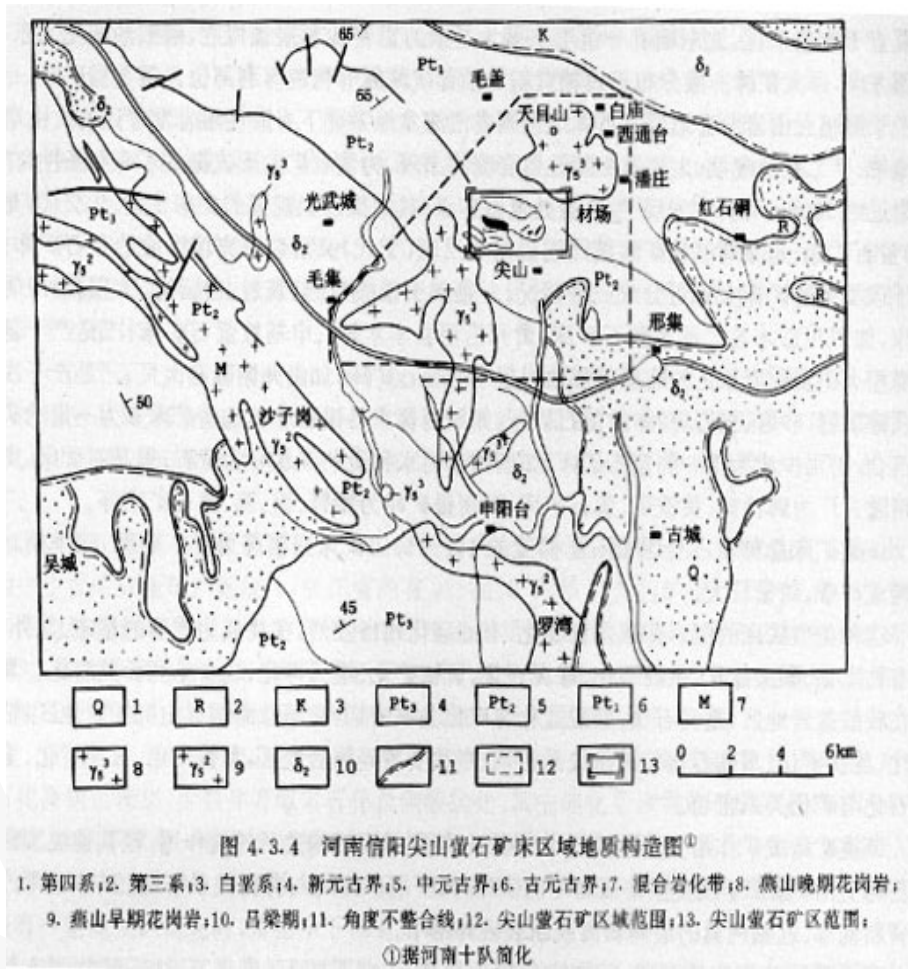 65
K
Pt₁
δ₂
毛盖
65
白庙
天目山
δ₂
西通台
Pt₂
γ₅³
γ₅³
潘庄
光武城
材场
红石硐
Pt₁
R
δ₂
尖山
γ₅²
毛集
Pt₂
R
Pt₂
γ₅³
邢集
M
δ₂
50
沙子岗
γ₅²
γ₅³
δ₂
Pt₁
γ₅³
申阳台
古城
吴城
Q
45
Pt₃
γ₅²
Pt₂
罗湾
Q 1 R 2 K 3 Pt₃ 4 Pt₂ 5 Pt₁ 6 M 7
γ₅³ 8 γ₅² 9 δ₂ 10 11 12 13 0 2 4 6km
图 4.3.4 河南信阳尖山萤石矿床区域地质构造图①
1. 第四系;2. 第三系;3. 白垩系;4. 新元古界;5. 中元古界;6. 古元古界;7. 混合岩化带;8. 燕山晚期花岗岩;
9. 燕山早期花岗岩;10. 吕梁期;11. 角度不整合线;12. 尖山萤石矿区域范围;13. 尖山萤石矿区范围;
①据河南十队简化